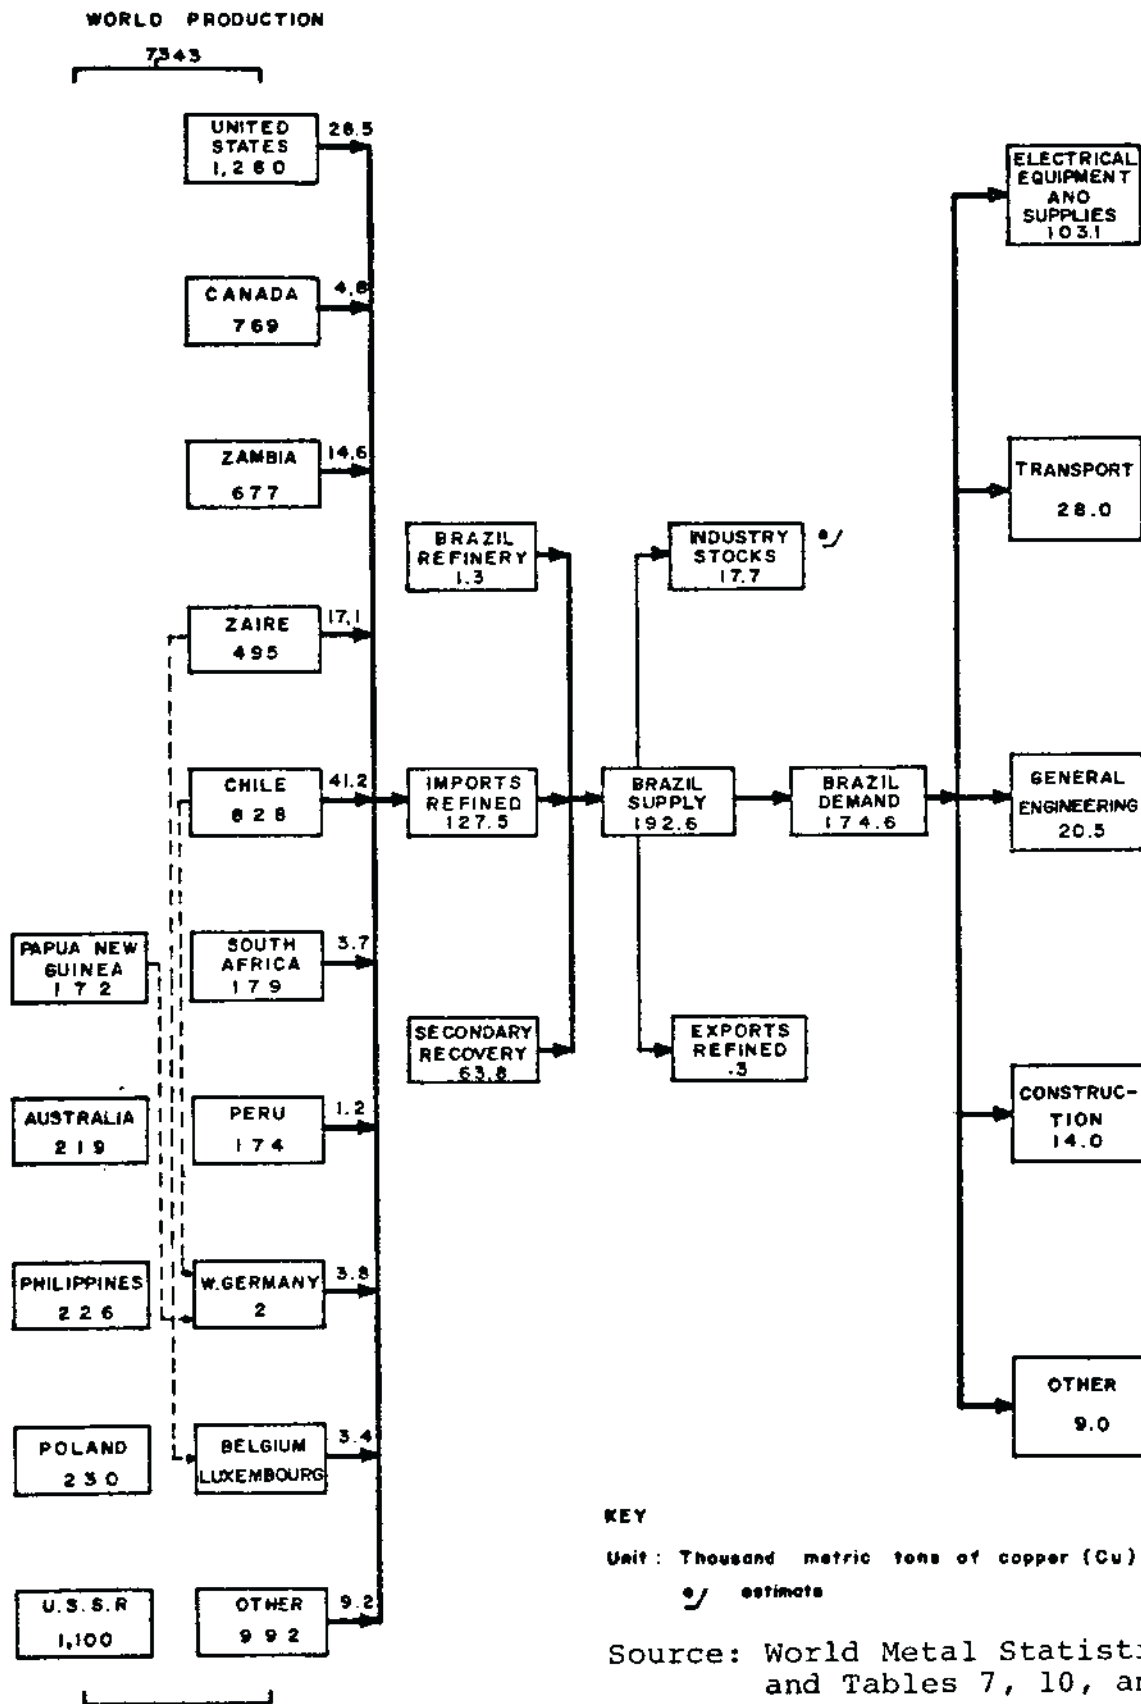 WORLD PRODUCTION
7343
UNITED
STATES
1,260
28.5
CANADA
769
4.8
ZAMBIA
677
14.6
ZAIRE
495
17.1
CHILE
828
41.2
SOUTH
AFRICA
179
3.7
PERU
174
1.2
W.GERMANY
2
3.8
BELGIUM
LUXEMBOURG
3.4
OTHER
992
9.2
PAPUA NEW
GUINEA
172
AUSTRALIA
219
PHILIPPINES
226
POLAND
230
U.S.S.R
1,100
BRAZIL
REFINERY
1.3
IMPORTS
REFINED
127.5
SECONDARY
RECOVERY
63.8
INDUSTRY
STOCKS
17.7
e/
BRAZIL
SUPPLY
192.6
EXPORTS
REFINED
.3
BRAZIL
DEMAND
174.6
ELECTRICAL
EQUIPMENT
AND
SUPPLIES
103.1
TRANSPORT
28.0
GENERAL
ENGINEERING
20.5
CONSTRUC-
TION
14.0
OTHER
9.0
KEY
Unit: Thousand metric tons of copper (Cu)
e/ estimate
Source: World Metal Statist
and Tables 7, 10, an